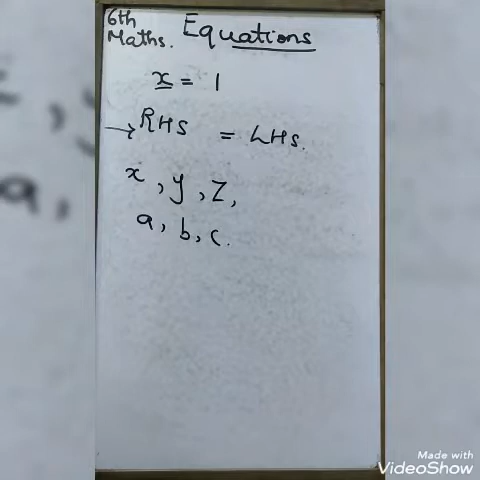 6th
Maths.
Equations
x = 1
→ RHS = LHS.
x, y, z,
a, b, c.
Made with
VideoShow